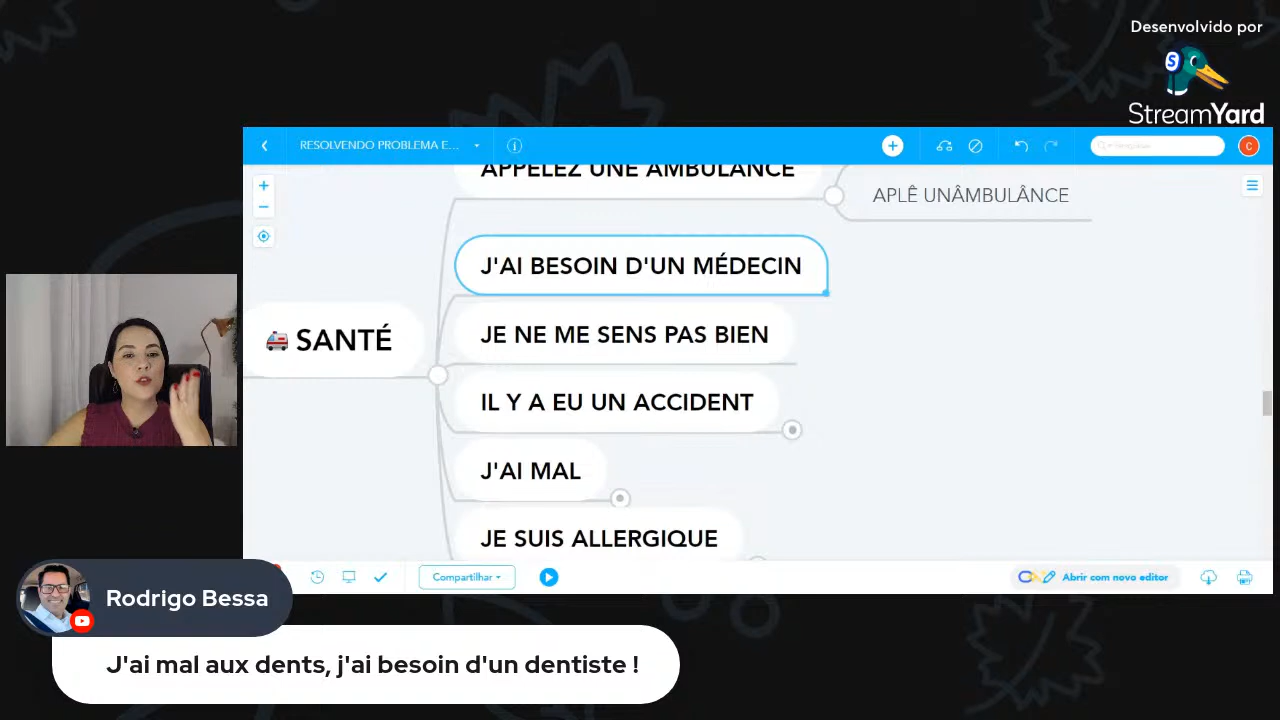 Desenvolvido por
StreamYard
RESOLVENDO PROBLEMA E...
C
APPELEZ UNE AMBULANCE
APLÊ UNÂMBULÂNCE
J'AI BESOIN D'UN MÉDECIN
JE NE ME SENS PAS BIEN
SANTÉ
IL Y A EU UN ACCIDENT
J'AI MAL
JE SUIS ALLERGIQUE
Compartilhar
Abrir com novo editor
Rodrigo Bessa
J'ai mal aux dents, j'ai besoin d'un dentiste !